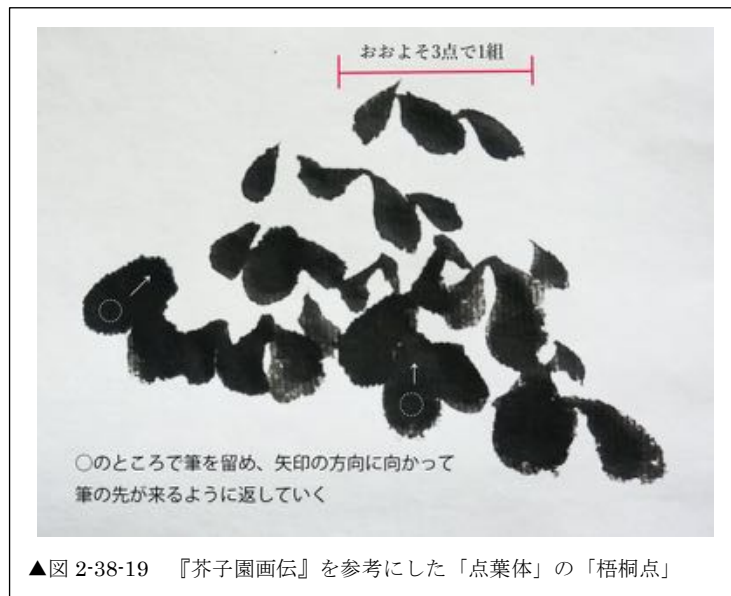 おおよそ3点で1組
○のところで筆を留め、矢印の方向に向かって
筆の先が来るように返していく
▲図 2-38-19 『芥子園画伝』を参考にした「点葉体」の「梧桐点」